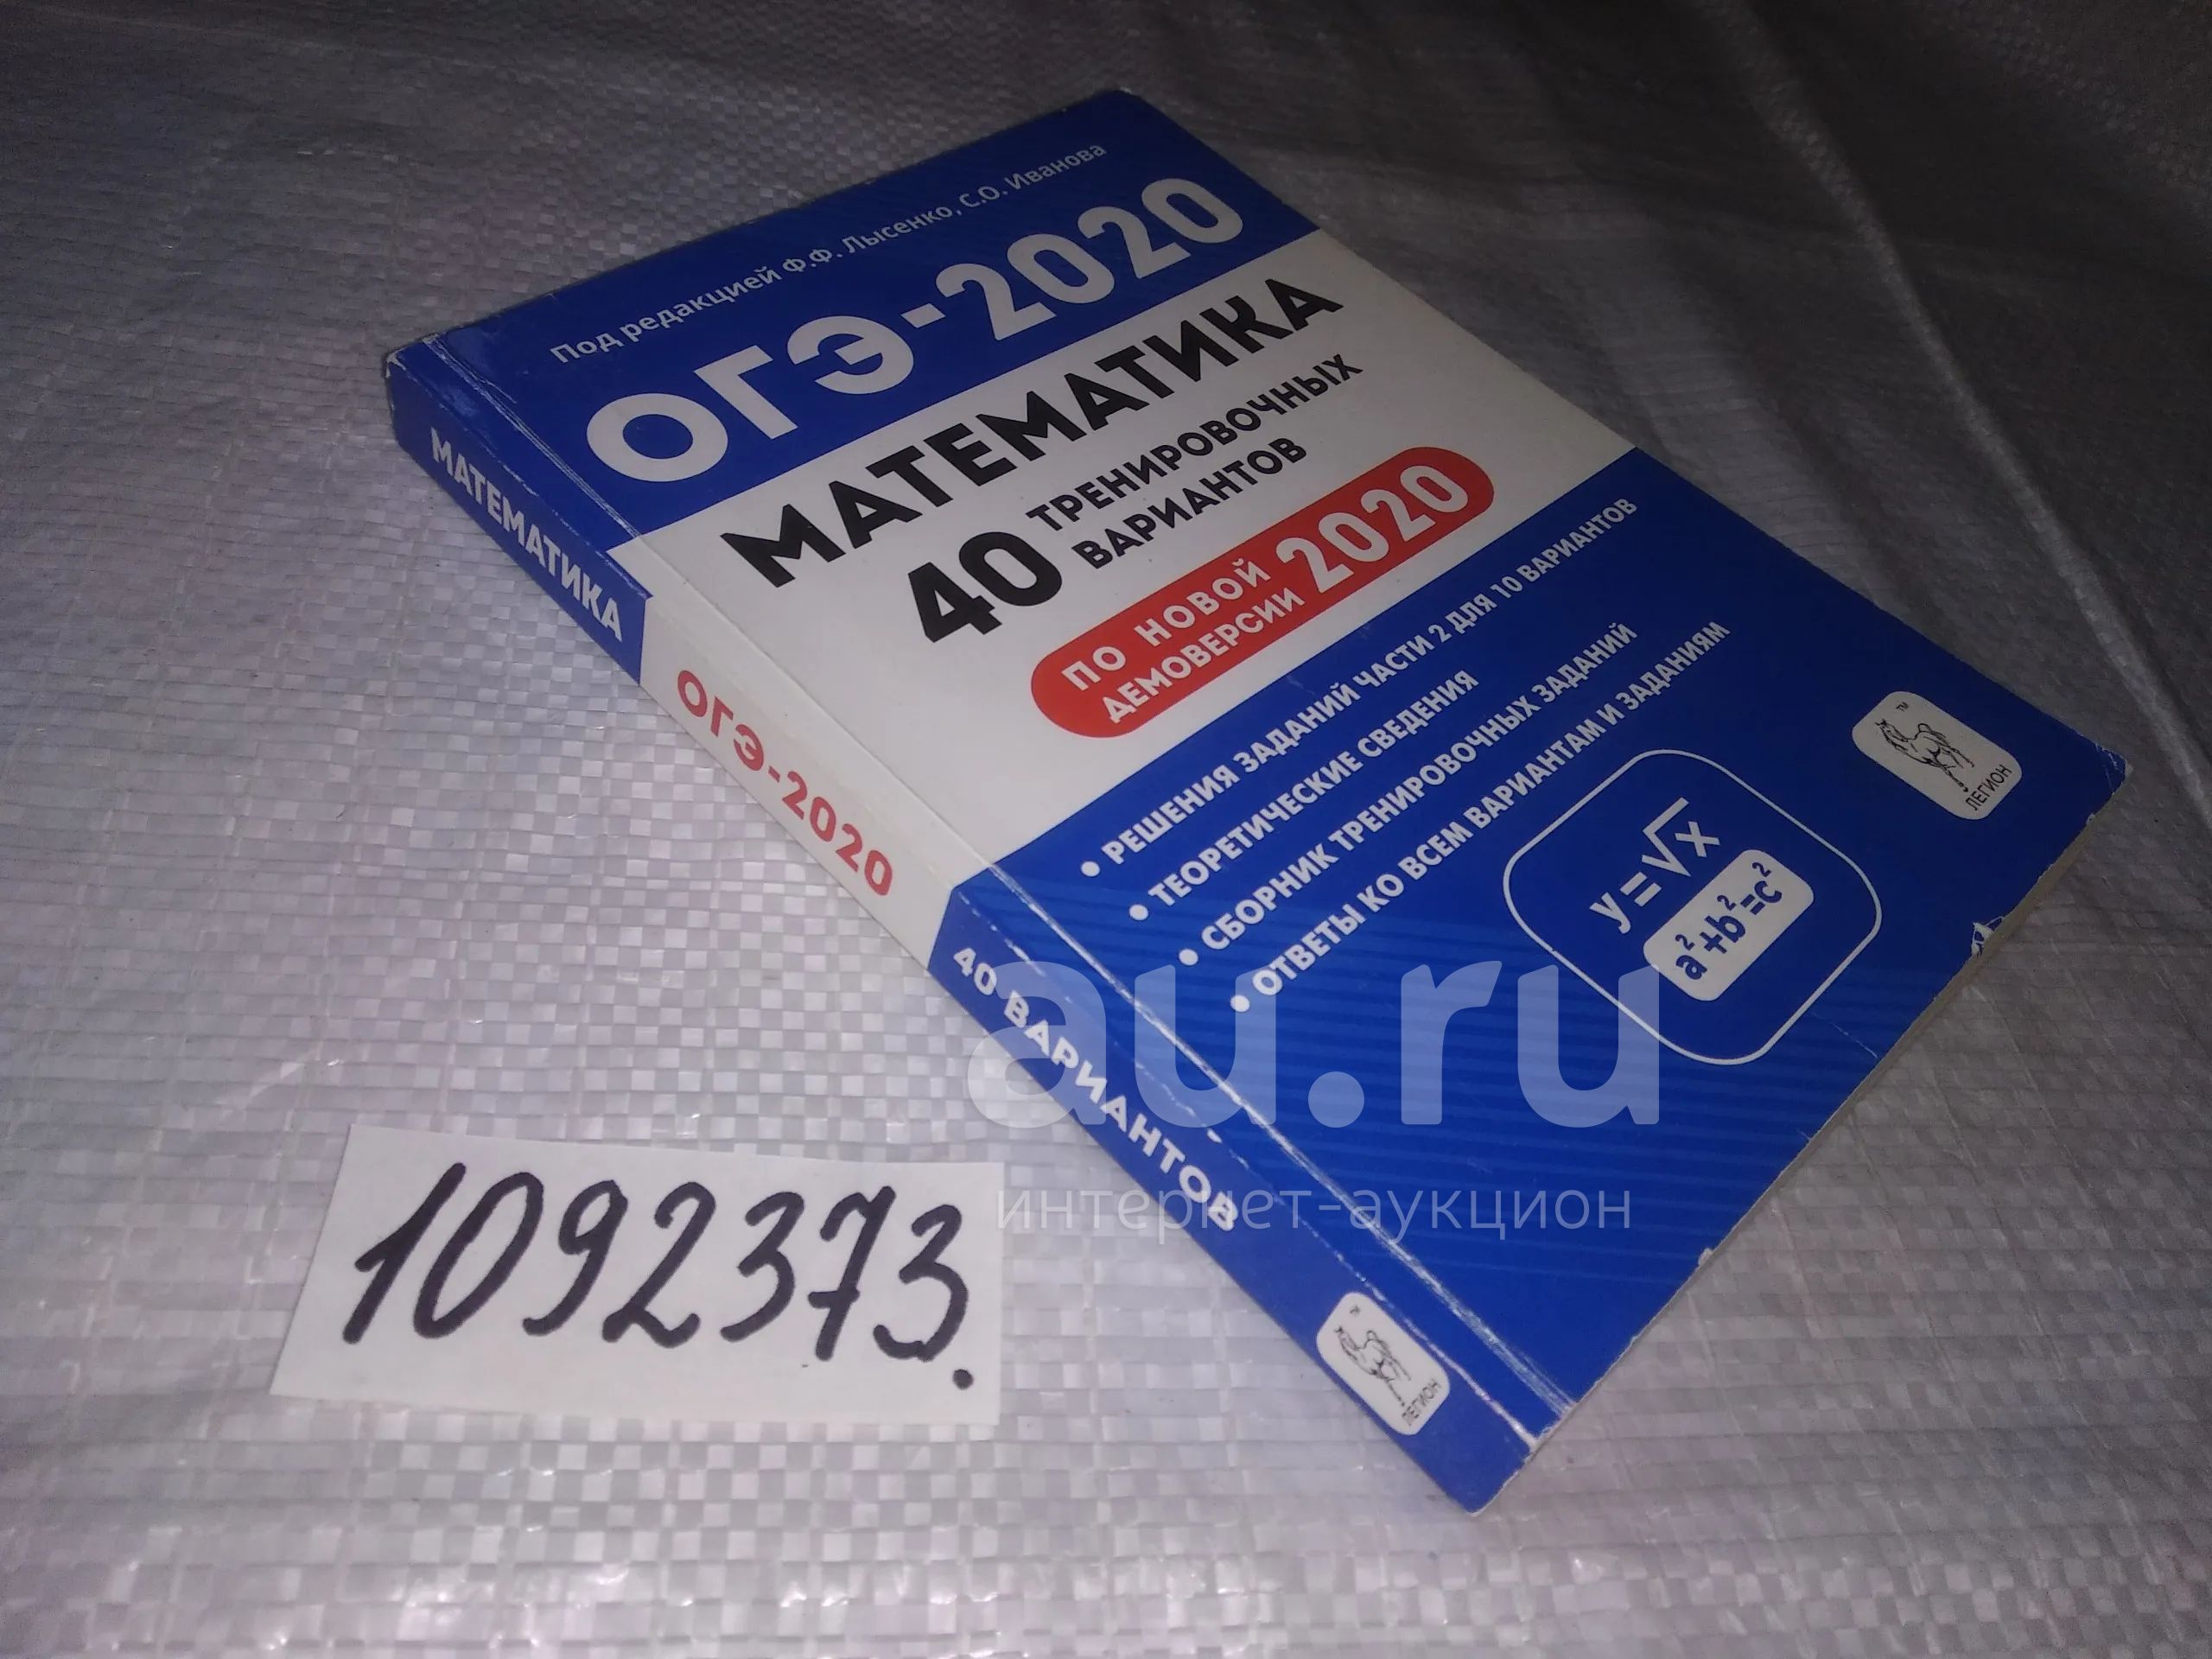 Под редакцией Ф.Ф. Лысенко, С.О. Иванова
ОГЭ-2020
МАТЕМАТИКА
40 ТРЕНИРОВОЧНЫХ
ВАРИАНТОВ
ПО НОВОЙ
ДЕМОВЕРСИИ 2020
• РЕШЕНИЯ ЗАДАНИЙ ЧАСТИ 2 ДЛЯ 10 ВАРИАНТОВ
• ТЕОРЕТИЧЕСКИЕ СВЕДЕНИЯ
• СБОРНИК ТРЕНИРОВОЧНЫХ ЗАДАНИЙ
• ОТВЕТЫ КО ВСЕМ ВАРИАНТАМ И ЗАДАНИЯМ
y=√x
a²+b²=c²
TM
ЛЕГИОН
МАТЕМАТИКА
ОГЭ-2020
40 ВАРИАНТОВ
TM
ЛЕГИОН
1092373.
au.ru
интернет-аукцион